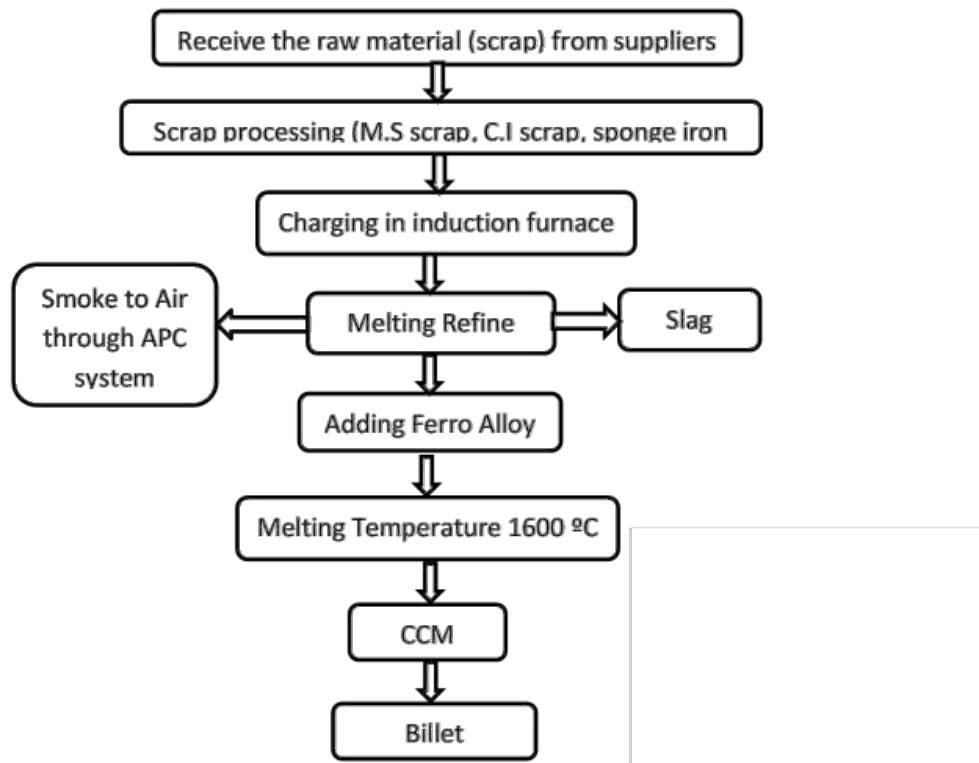 Receive the raw material (scrap) from suppliers
Scrap processing (M.S scrap, C.I scrap, sponge iron
Charging in induction furnace
Smoke to Air
through APC
system
Melting Refine
Slag
Adding Ferro Alloy
Melting Temperature 1600 ºC
CCM
Billet